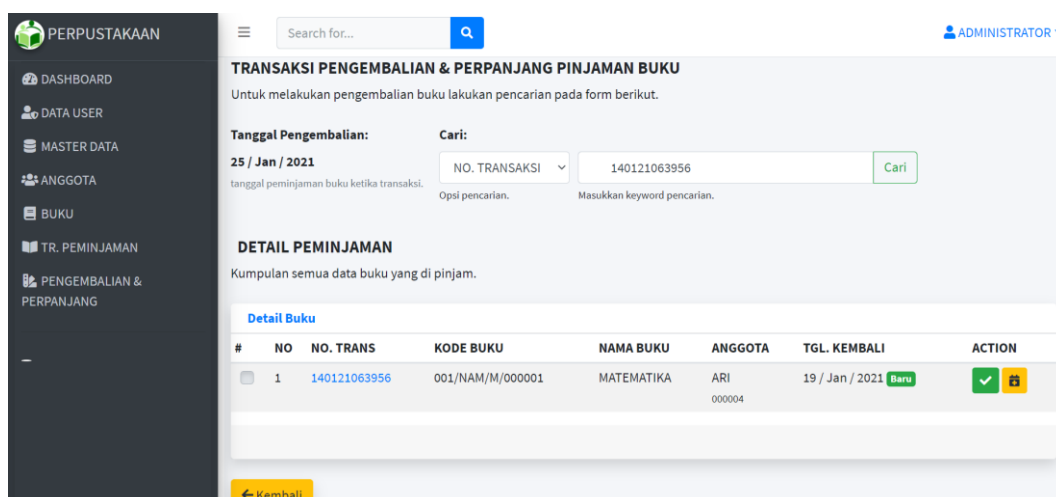 PERPUSTAKAAN
Search for...
ADMINISTRATOR
DASHBOARD
DATA USER
MASTER DATA
ANGGOTA
BUKU
TR. PEMINJAMAN
PENGEMBALIAN &
PERPANJANG
TRANSAKSI PENGEMBALIAN & PERPANJANG PINJAMAN BUKU
Untuk melakukan pengembalian buku lakukan pencarian pada form berikut.
Tanggal Pengembalian: Cari:
25 / Jan / 2021 NO. TRANSAKSI 140121063956 Cari
tanggal peminjaman buku ketika transaksi. Opsi pencarian. Masukkan keyword pencarian.
DETAIL PEMINJAMAN
Kumpulan semua data buku yang di pinjam.
Detail Buku
# NO NO. TRANS KODE BUKU NAMA BUKU ANGGOTA TGL. KEMBALI ACTION
1 140121063956 001/NAM/M/000001 MATEMATIKA ARI 19 / Jan / 2021 Baru
000004
Kembali